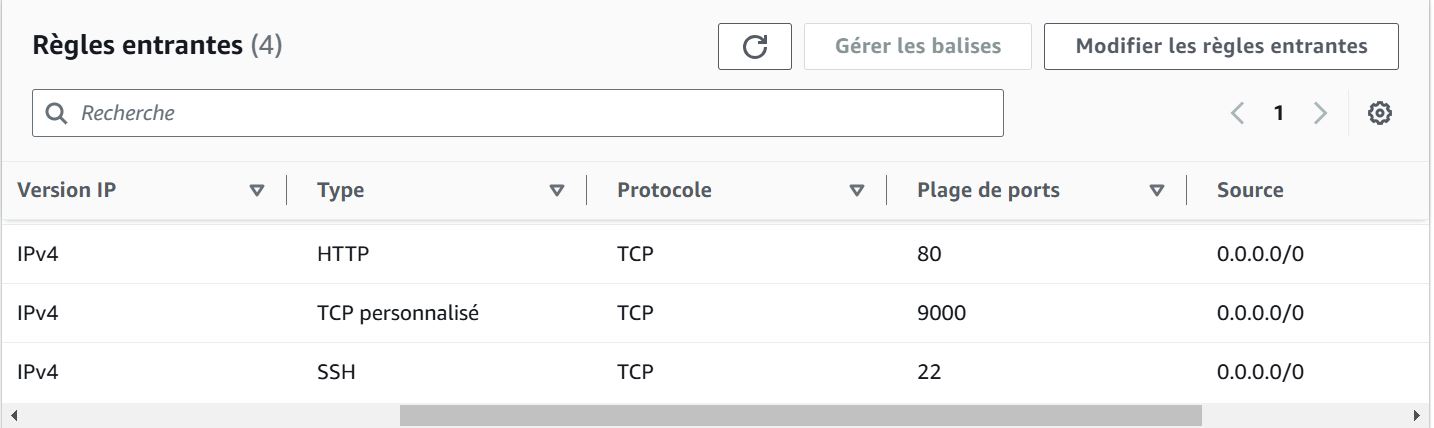 Règles entrantes (4)
Gérer les balises
Modifier les règles entrantes
Recherche
1
Version IP Type Protocole Plage de ports Source
IPv4 HTTP TCP 80 0.0.0.0/0
IPv4 TCP personnalisé TCP 9000 0.0.0.0/0
IPv4 SSH TCP 22 0.0.0.0/0